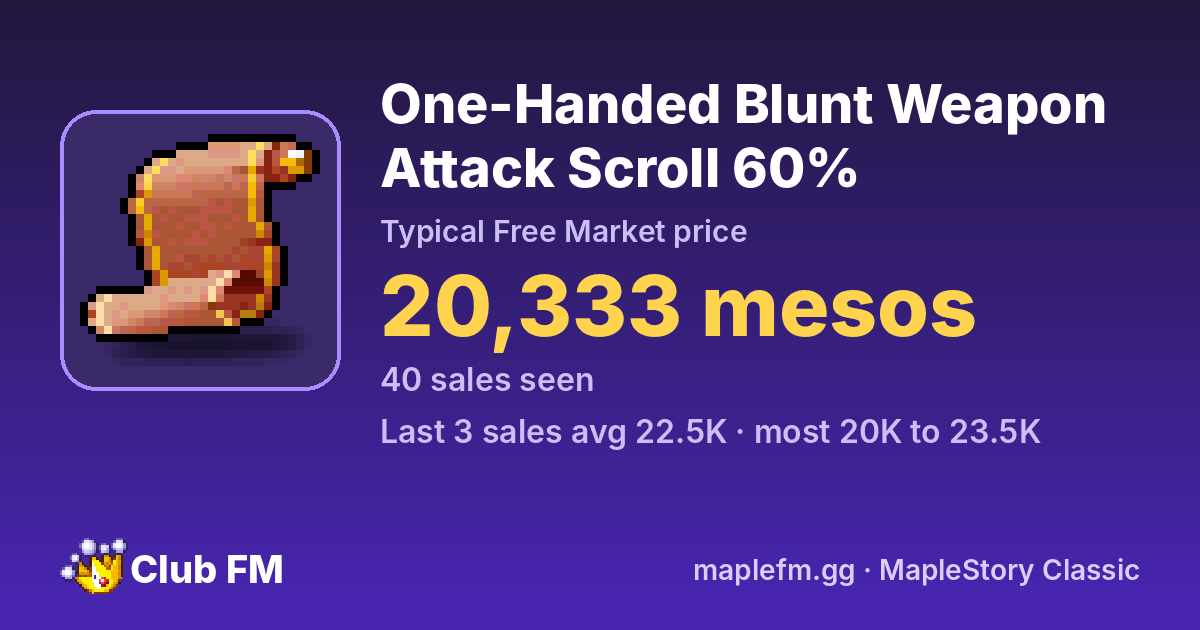 One-Handed Blunt Weapon
Attack Scroll 60%
Typical Free Market price
20,333 mesos
40 sales seen
Last 3 sales avg 22.5K · most 20K to 23.5K
Club FM
maplefm.gg · MapleStory Classic